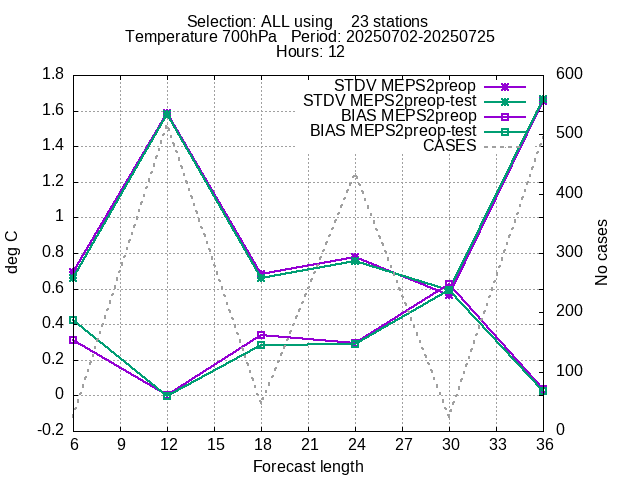 Selection: ALL using    23 stations
Temperature 700hPa   Period: 20250702-20250725
Hours: 12
STDV MEPS2preop
STDV MEPS2preop-test
BIAS MEPS2preop
BIAS MEPS2preop-test
CASES
deg C
1.8
1.6
1.4
1.2
1
0.8
0.6
0.4
0.2
0
-0.2
600
500
400
300
200
100
0
No cases
6 9 12 15 18 21 24 27 30 33 36
Forecast length